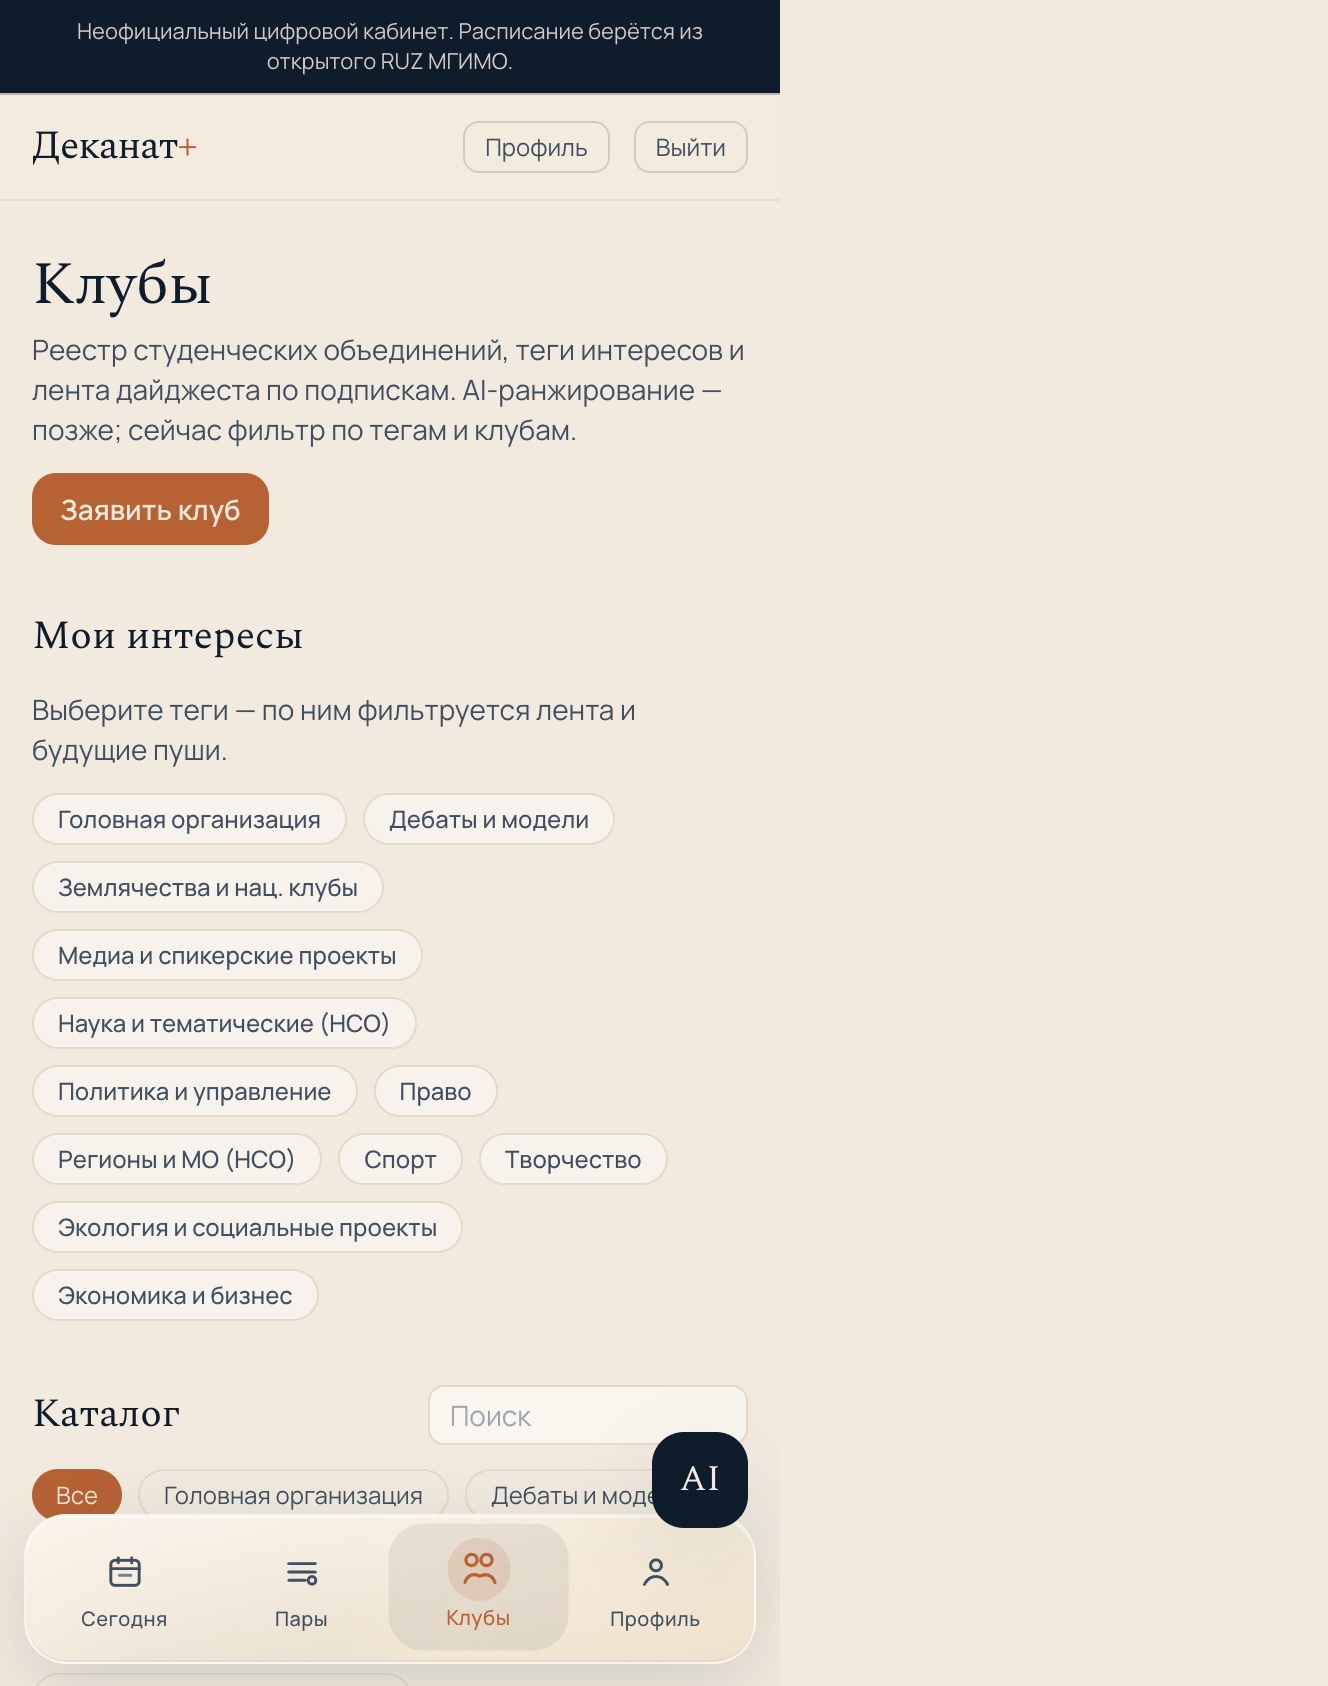 Неофициальный цифровой кабинет. Расписание берётся из
открытого RUZ МГИМО.
Деканат+
Профиль
Выйти
Клубы
Реестр студенческих объединений, теги интересов и
лента дайджеста по подпискам. AI-ранжирование —
позже; сейчас фильтр по тегам и клубам.
Заявить клуб
Мои интересы
Выберите теги — по ним фильтруется лента и
будущие пуши.
Головная организация
Дебаты и модели
Землячества и нац. клубы
Медиа и спикерские проекты
Наука и тематические (НСО)
Политика и управление
Право
Регионы и МО (НСО)
Спорт
Творчество
Экология и социальные проекты
Экономика и бизнес
Каталог
Поиск
AI
Все
Головная организация
Дебаты и
Сегодня
Пары
Клубы
Профиль